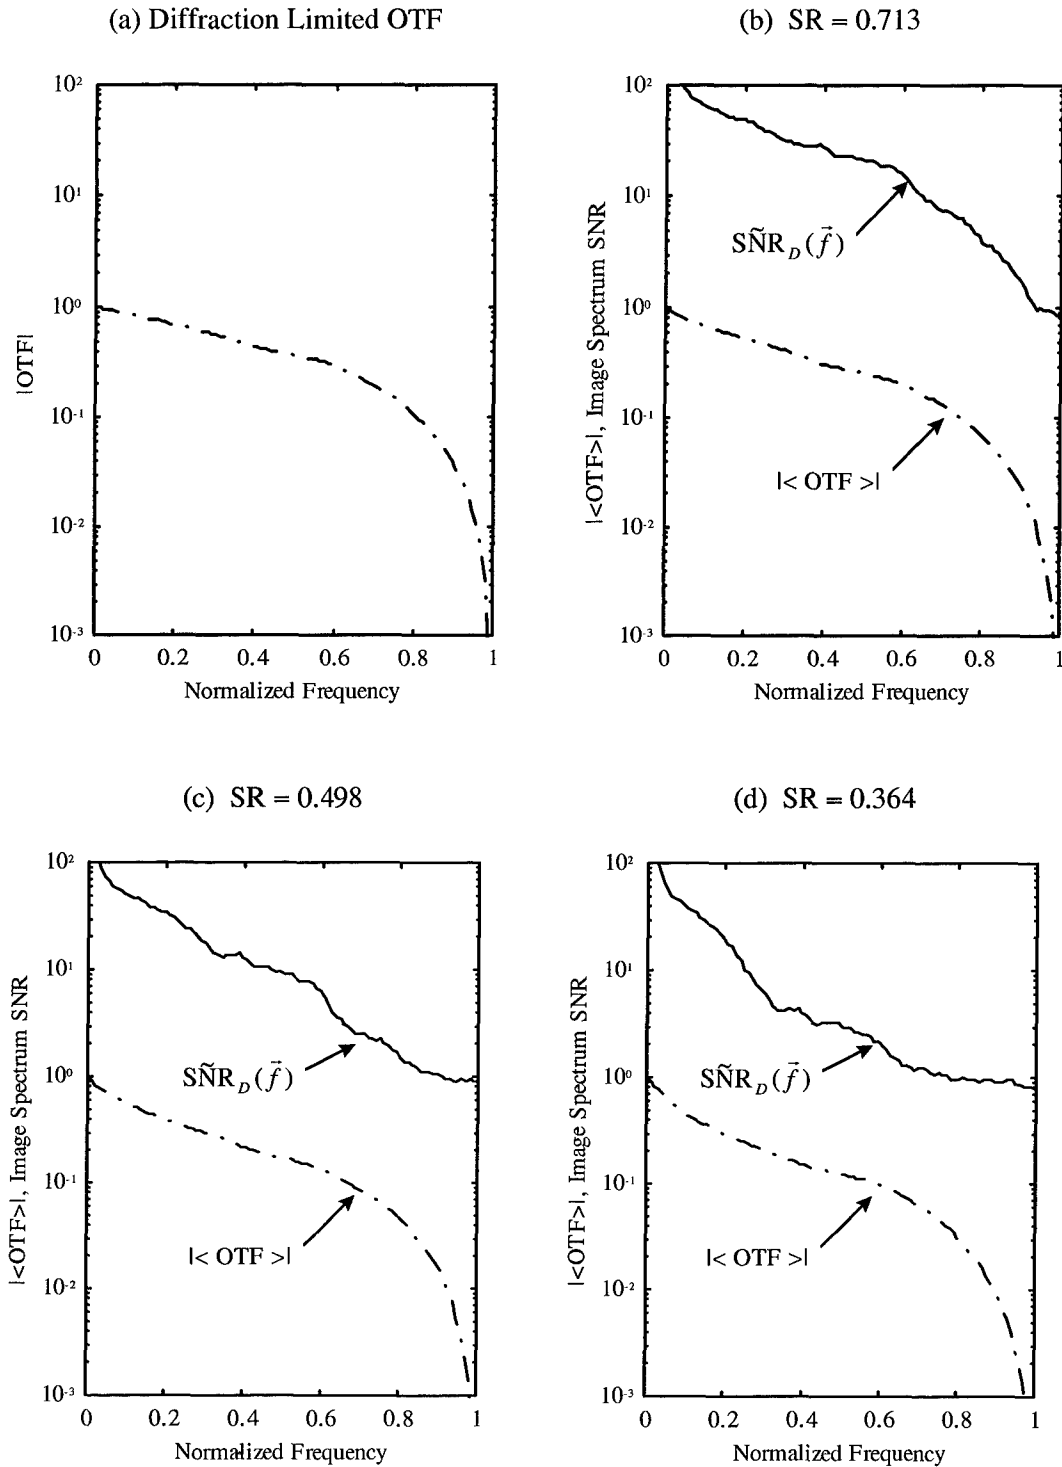 (a) Diffraction Limited OTF
10²
10¹
10⁰
10⁻¹
10⁻²
10⁻³
|OTF|
0 0.2 0.4 0.6 0.8 1
Normalized Frequency
(b) SR = 0.713
10²
10¹
10⁰
10⁻¹
10⁻²
10⁻³
|<OTF>|, Image Spectrum SNR
SÑR_D(f⃗)
|< OTF >|
0 0.2 0.4 0.6 0.8 1
Normalized Frequency
(c) SR = 0.498
10²
10¹
10⁰
10⁻¹
10⁻²
10⁻³
|<OTF>|, Image Spectrum SNR
SÑR_D(f⃗)
|< OTF >|
0 0.2 0.4 0.6 0.8 1
Normalized Frequency
(d) SR = 0.364
10²
10¹
10⁰
10⁻¹
10⁻²
10⁻³
|<OTF>|, Image Spectrum SNR
SÑR_D(f⃗)
|< OTF >|
0 0.2 0.4 0.6 0.8 1
Normalized Frequency